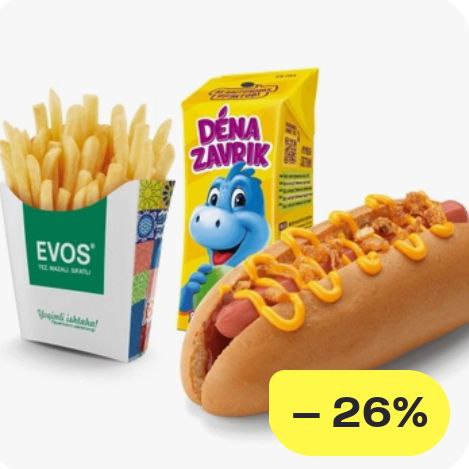 DÉNA
ZAVRIK
EVOS®
TEZ, MAZALI, SIFATLI
Yoqimli ishtaha!
– 26%